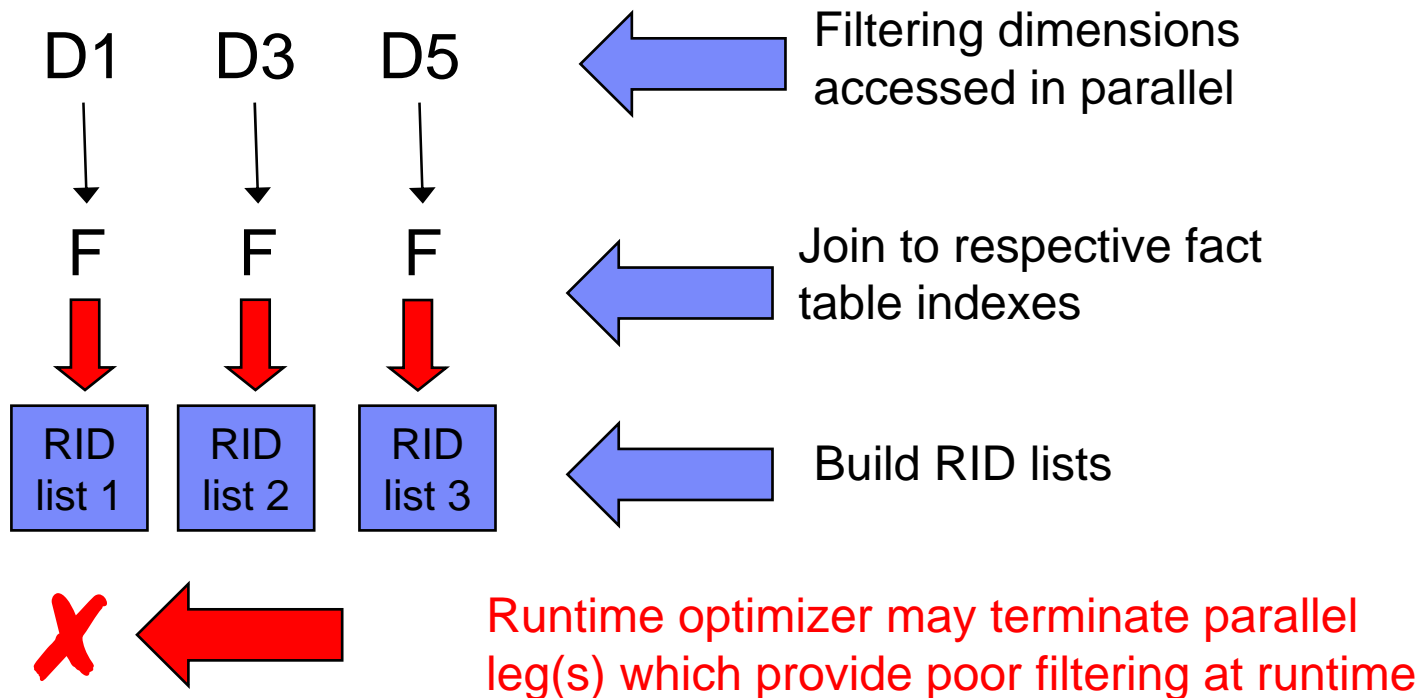 D1 D3 D5
Filtering dimensions
accessed in parallel
F F F
Join to respective fact
table indexes
RID RID RID
list 1 list 2 list 3
Build RID lists
Runtime optimizer may terminate parallel
leg(s) which provide poor filtering at runtime